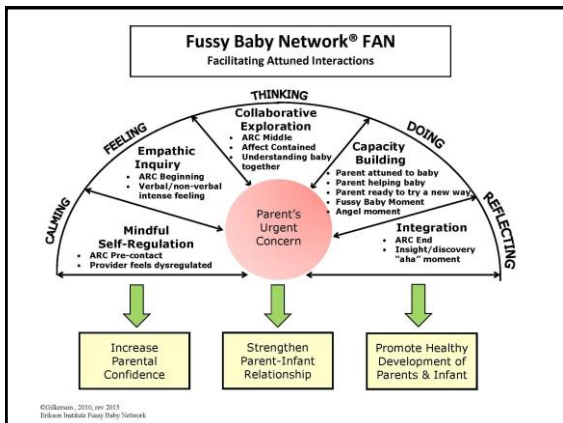 Fussy Baby Network® FAN
Facilitating Attuned Interactions
CALMING
FEELING
THINKING
DOING
REFLECTING
Mindful
Self-Regulation
• ARC Pre-contact
• Provider feels dysregulated
Empathic
Inquiry
• ARC Beginning
• Verbal/non-verbal
intense feeling
Collaborative
Exploration
• ARC Middle
• Affect Contained
• Understanding baby
together
Capacity
Building
• Parent attuned to baby
• Parent helping baby
• Parent ready to try a new way
• Fussy Baby Moment
• Angel moment
Integration
• ARC End
• Insight/discovery
"aha" moment
Parent's
Urgent
Concern
Increase
Parental
Confidence
Strengthen
Parent-Infant
Relationship
Promote Healthy
Development of
Parents & Infant
©Gilkerson, 2010, rev 2015
Erikson Institute Fussy Baby Network